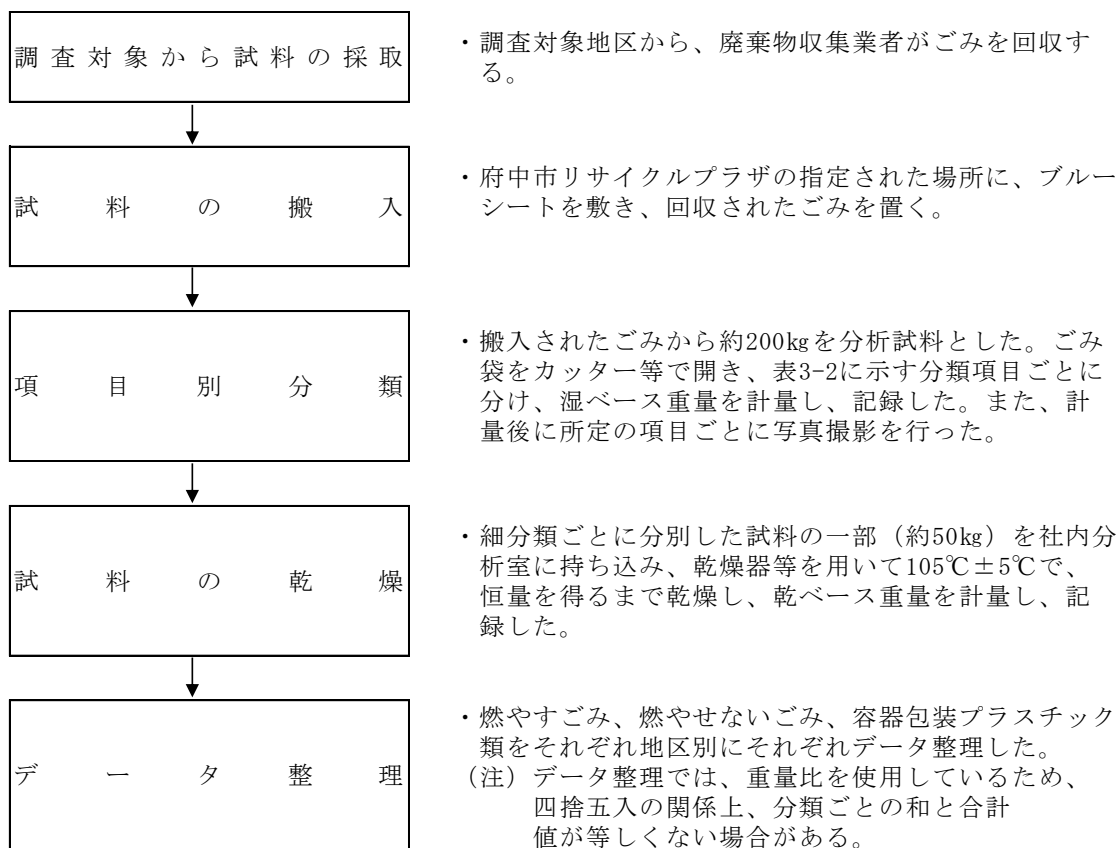 調査対象から試料の採取
・調査対象地区から、廃棄物収集業者がごみを回収す
る。
試料の搬入
・府中市リサイクルプラザの指定された場所に、ブルー
シートを敷き、回収されたごみを置く。
項目別分類
・搬入されたごみから約200㎏を分析試料とした。ごみ
袋をカッター等で開き、表3-2に示す分類項目ごとに
分け、湿ベース重量を計量し、記録した。また、計
量後に所定の項目ごとに写真撮影を行った。
試料の乾燥
・細分類ごとに分別した試料の一部（約50㎏）を社内分
析室に持ち込み、乾燥器等を用いて105℃±5℃で、
恒量を得るまで乾燥し、乾ベース重量を計量し、記
録した。
データ整理
・燃やすごみ、燃やせないごみ、容器包装プラスチック
類をそれぞれ地区別にそれぞれデータ整理した。
（注）データ整理では、重量比を使用しているため、
四捨五入の関係上、分類ごとの和と合計
値が等しくない場合がある。